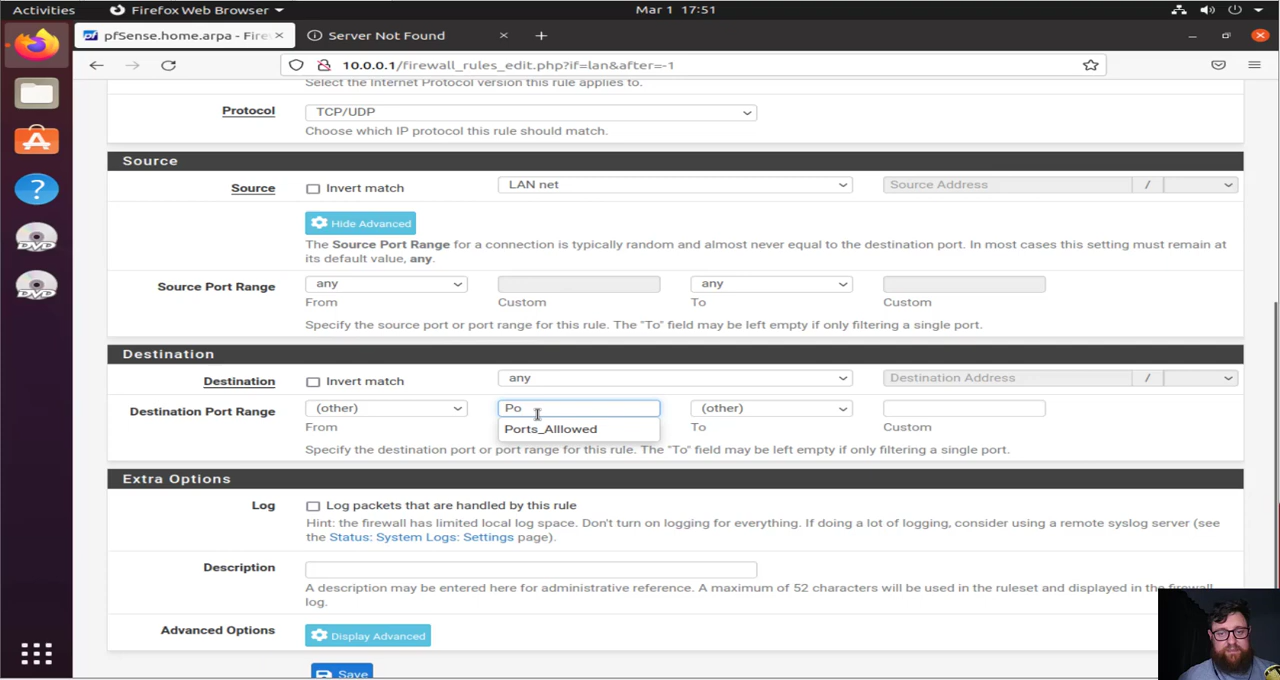 Activities Firefox Web Browser Mar 1 17:51
pfSense.home.arpa - Fire Server Not Found
10.0.0.1/firewall_rules_edit.php?if=lan&after=-1
Select the Internet Protocol version this rule applies to.
Protocol TCP/UDP
Choose which IP protocol this rule should match.
Source
Source Invert match LAN net Source Address /
Hide Advanced
The Source Port Range for a connection is typically random and almost never equal to the destination port. In most cases this setting must remain at
its default value, any.
Source Port Range any any
From Custom To Custom
Specify the source port or port range for this rule. The "To" field may be left empty if only filtering a single port.
Destination
Destination Invert match any Destination Address /
Destination Port Range (other) Po (other)
From Ports_Alllowed To Custom
Specify the destination port or port range for this rule. The "To" field may be left empty if only filtering a single port.
Extra Options
Log Log packets that are handled by this rule
Hint: the firewall has limited local log space. Don't turn on logging for everything. If doing a lot of logging, consider using a remote syslog server (see
the Status: System Logs: Settings page).
Description
A description may be entered here for administrative reference. A maximum of 52 characters will be used in the ruleset and displayed in the firewall
log.
Advanced Options Display Advanced
Save
DVD
DVD